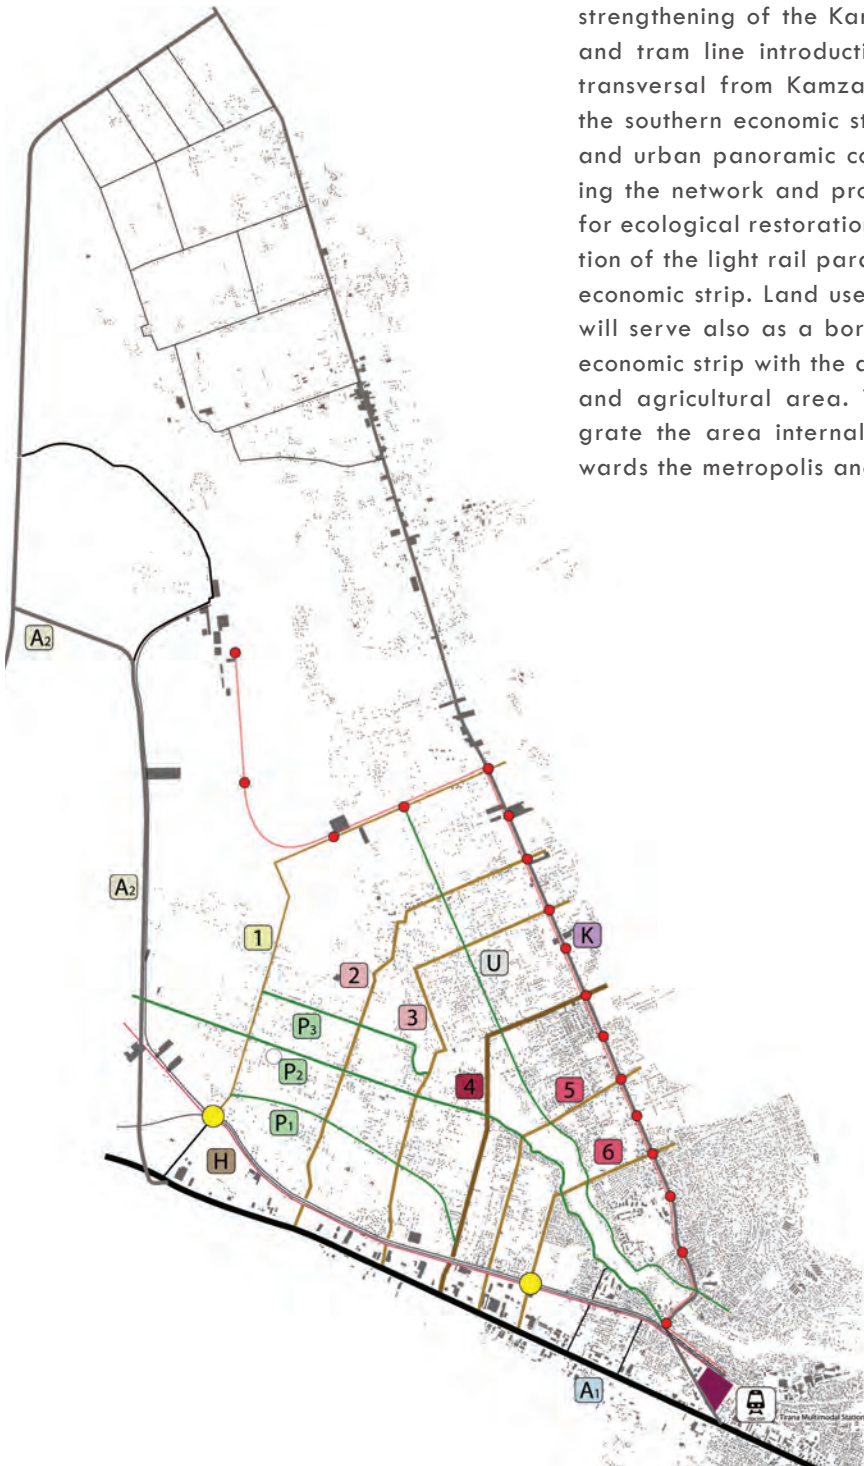 strengthening of the Kar
and tram line introducti
transversal from Kamza
the southern economic st
and urban panoramic co
ing the network and pro
for ecological restoration
tion of the light rail para
economic strip. Land use
will serve also as a bor
economic strip with the a
and agricultural area.
grate the area internal
wards the metropolis an
A2
A2
1
K
2
U
3
P3
P2
4
5
P1
6
H
A1
Tirana Multimodal Station